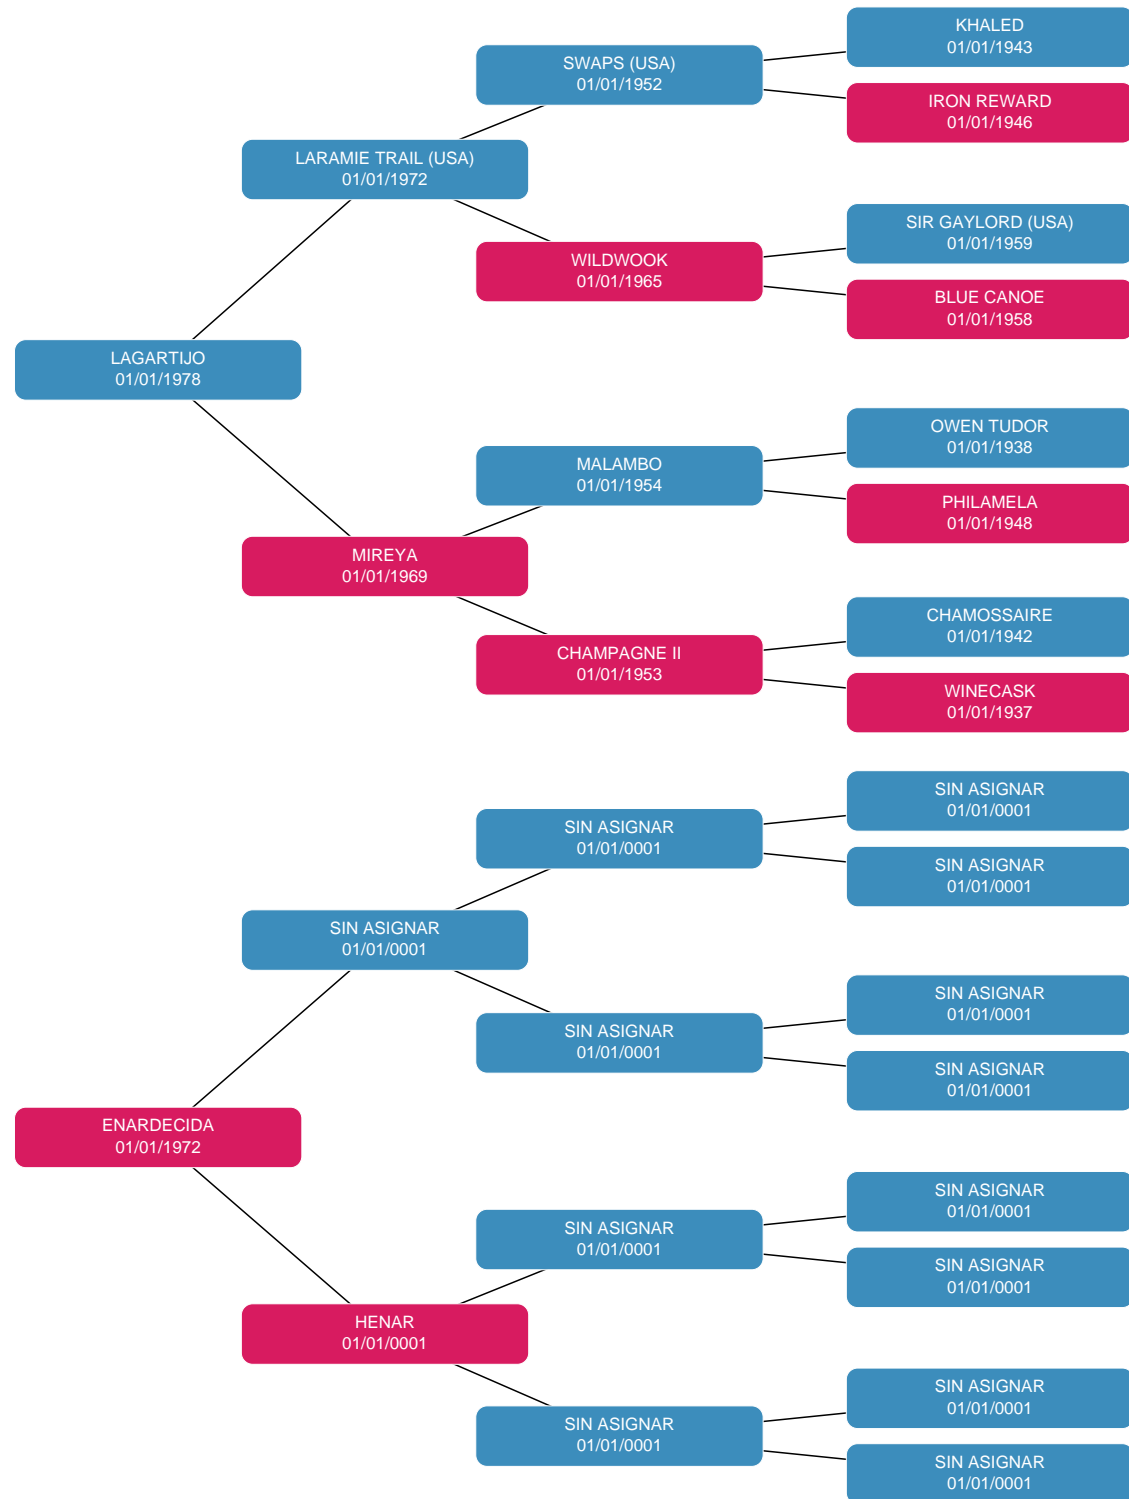 KHALED
01/01/1943
SWAPS (USA)
01/01/1952
IRON REWARD
01/01/1946
LARAMIE TRAIL (USA)
01/01/1972
SIR GAYLORD (USA)
01/01/1959
WILDWOOK
01/01/1965
BLUE CANOE
01/01/1958
LAGARTIJO
01/01/1978
OWEN TUDOR
01/01/1938
MALAMBO
01/01/1954
PHILAMELA
01/01/1948
MIREYA
01/01/1969
CHAMOSSAIRE
01/01/1942
CHAMPAGNE II
01/01/1953
WINECASK
01/01/1937
SIN ASIGNAR
01/01/0001
SIN ASIGNAR
01/01/0001
SIN ASIGNAR
01/01/0001
SIN ASIGNAR
01/01/0001
SIN ASIGNAR
01/01/0001
SIN ASIGNAR
01/01/0001
SIN ASIGNAR
01/01/0001
ENARDECIDA
01/01/1972
SIN ASIGNAR
01/01/0001
SIN ASIGNAR
01/01/0001
SIN ASIGNAR
01/01/0001
HENAR
01/01/0001
SIN ASIGNAR
01/01/0001
SIN ASIGNAR
01/01/0001
SIN ASIGNAR
01/01/0001